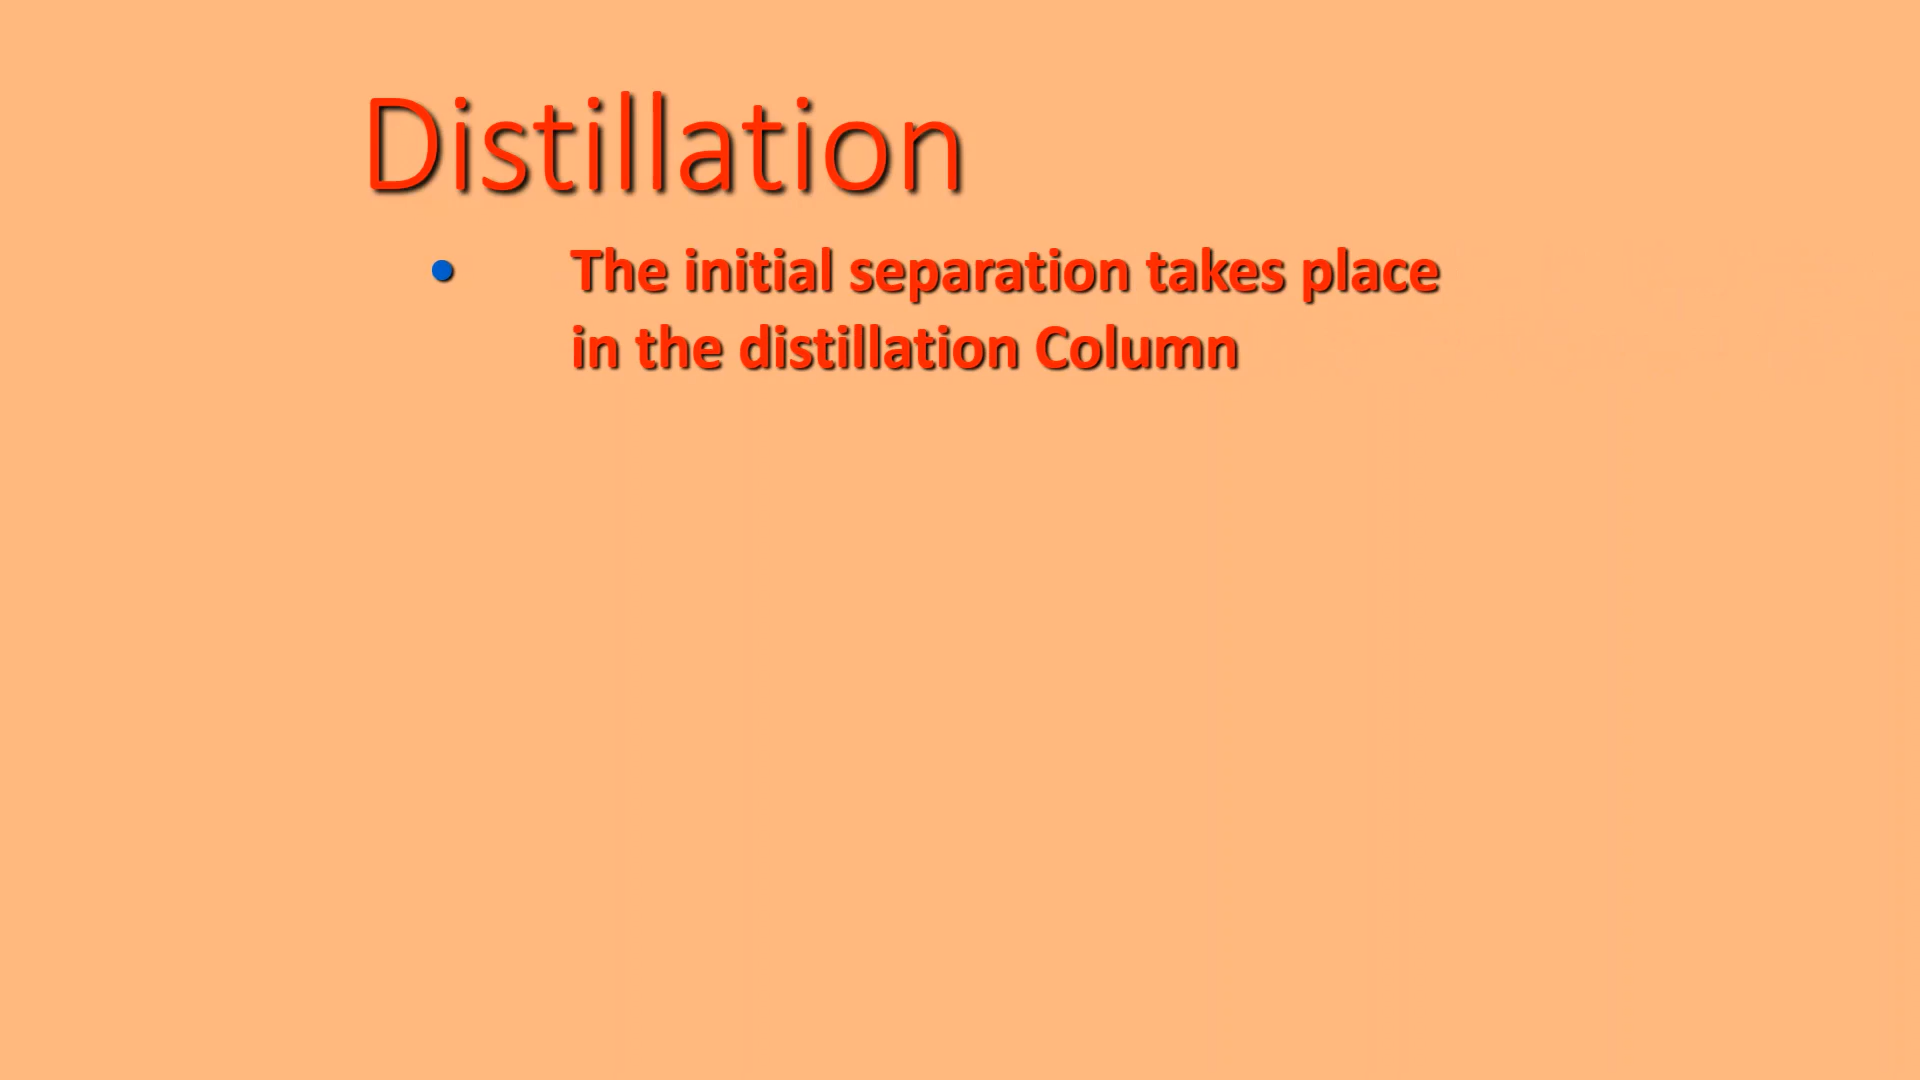 Distillation
• The initial separation takes place
in the distillation Column